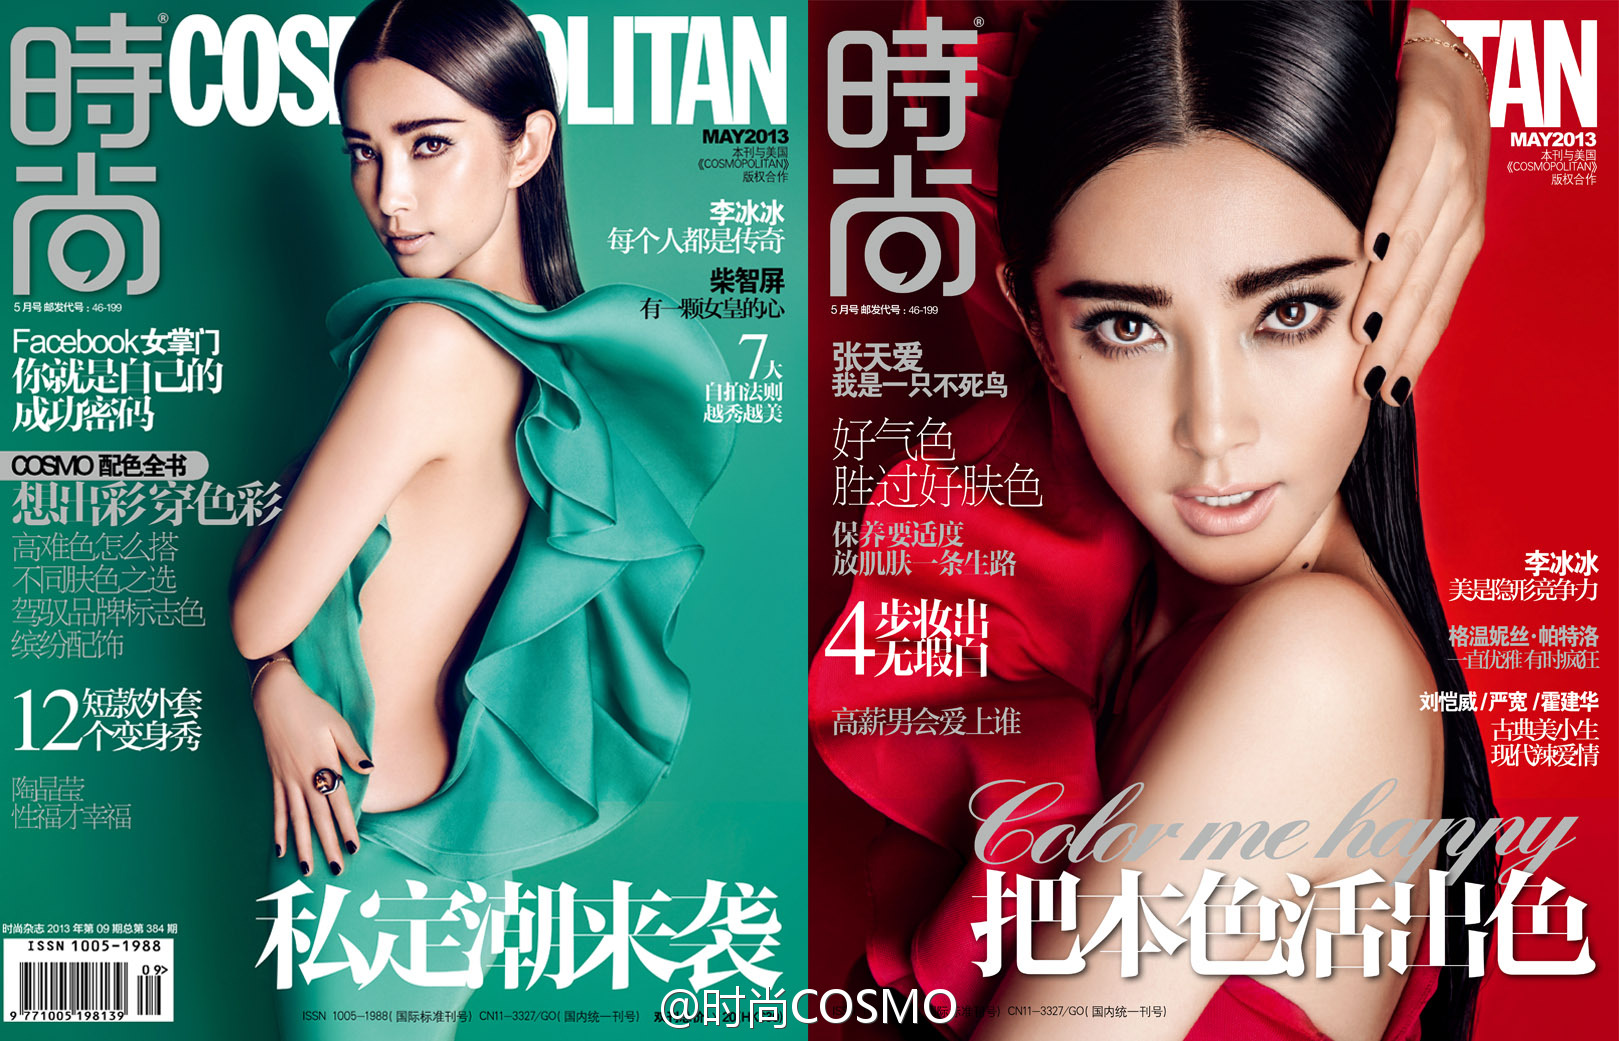 時尚
®
COSMOPOLITAN
MAY2013
本刊与美国
《COSMOPOLITAN》
版权合作
5月号 邮发代号：46-199
李冰冰
每个人都是传奇
柴智屏
有一颗女皇的心
7大
自拍法则
越秀越美
Facebook女掌门
你就是自己的
成功密码
COSMO 配色全书
想出彩 穿色彩
高难色怎么搭
不同肤色之选
驾驭品牌标志色
缤纷配饰
12个
短款外套
变身秀
陶晶莹
性福才幸福
私定潮来袭
时尚杂志 2013 年第 09 期总第 384 期
ISSN 1005-1988
09>
9 771005 198139
ISSN 1005-1988( 国际标准刊号) CN11-3327/GO( 国内统一刊号)
時尚
®
TAN
MAY2013
本刊与美国
《COSMOPOLITAN》
版权合作
5月号 邮发代号：46-199
张天爱
我是一只不死鸟
好气色
胜过好肤色
保养要适度
放肌肤一条生路
4步妆出
无瑕白
高薪男会爱上谁
李冰冰
美是隐形竞争力
格温妮丝·帕特洛
一直优雅 有时疯狂
刘恺威/严宽/霍建华
古典美小生
现代辣爱情
Color me happy
把本色活出色
CN11-3327/GO( 国内统一刊号)
@时尚COSMO